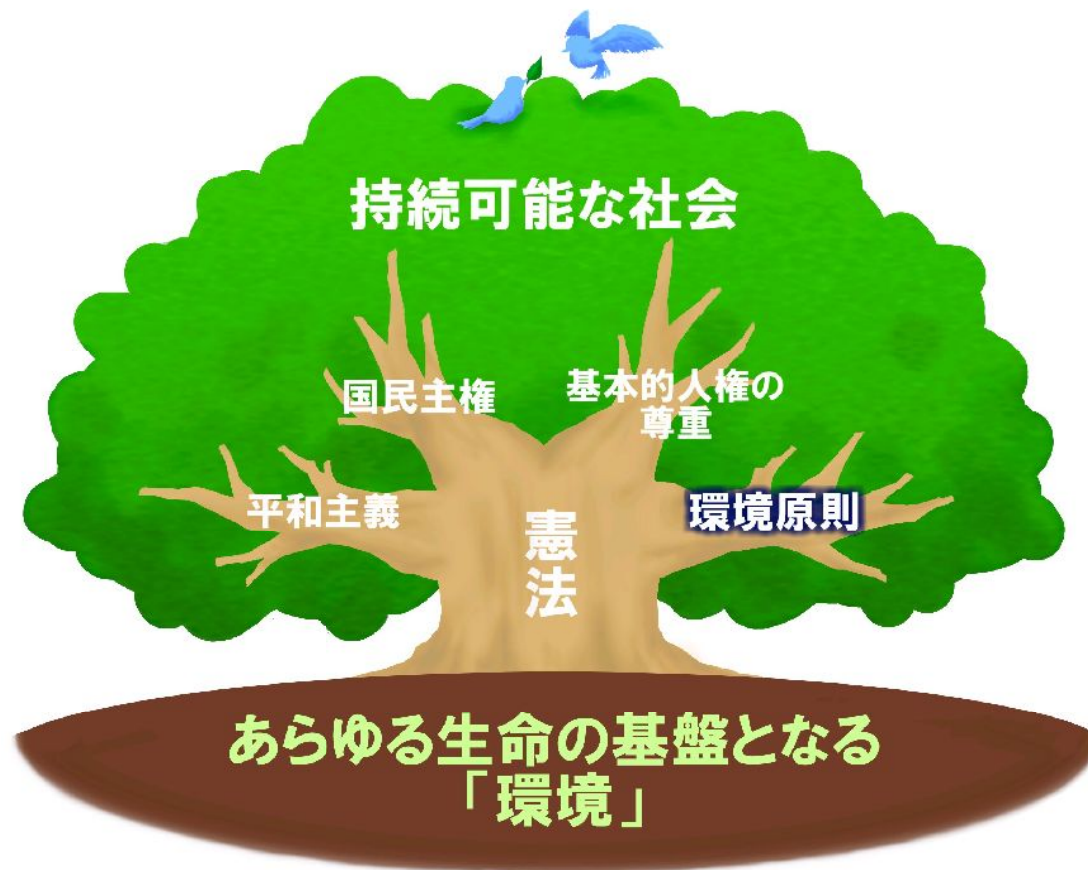 持続可能な社会
国民主権
基本的人権の
尊重
平和主義
環境原則
憲法
あらゆる生命の基盤となる
「環境」